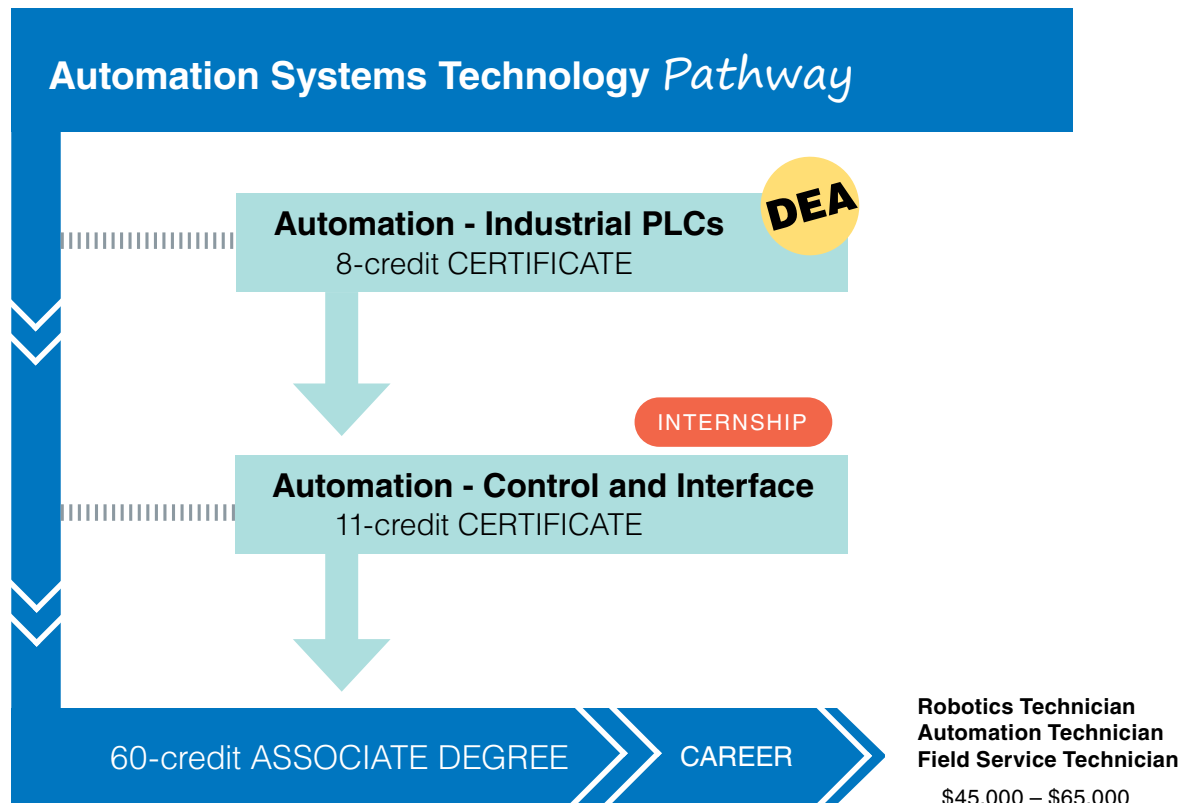 Automation Systems Technology Pathway
DEA
Automation - Industrial PLCs
8-credit CERTIFICATE
INTERNSHIP
Automation - Control and Interface
11-credit CERTIFICATE
60-credit ASSOCIATE DEGREE
CAREER
Robotics Technician
Automation Technician
Field Service Technician
$45,000 – $65,000